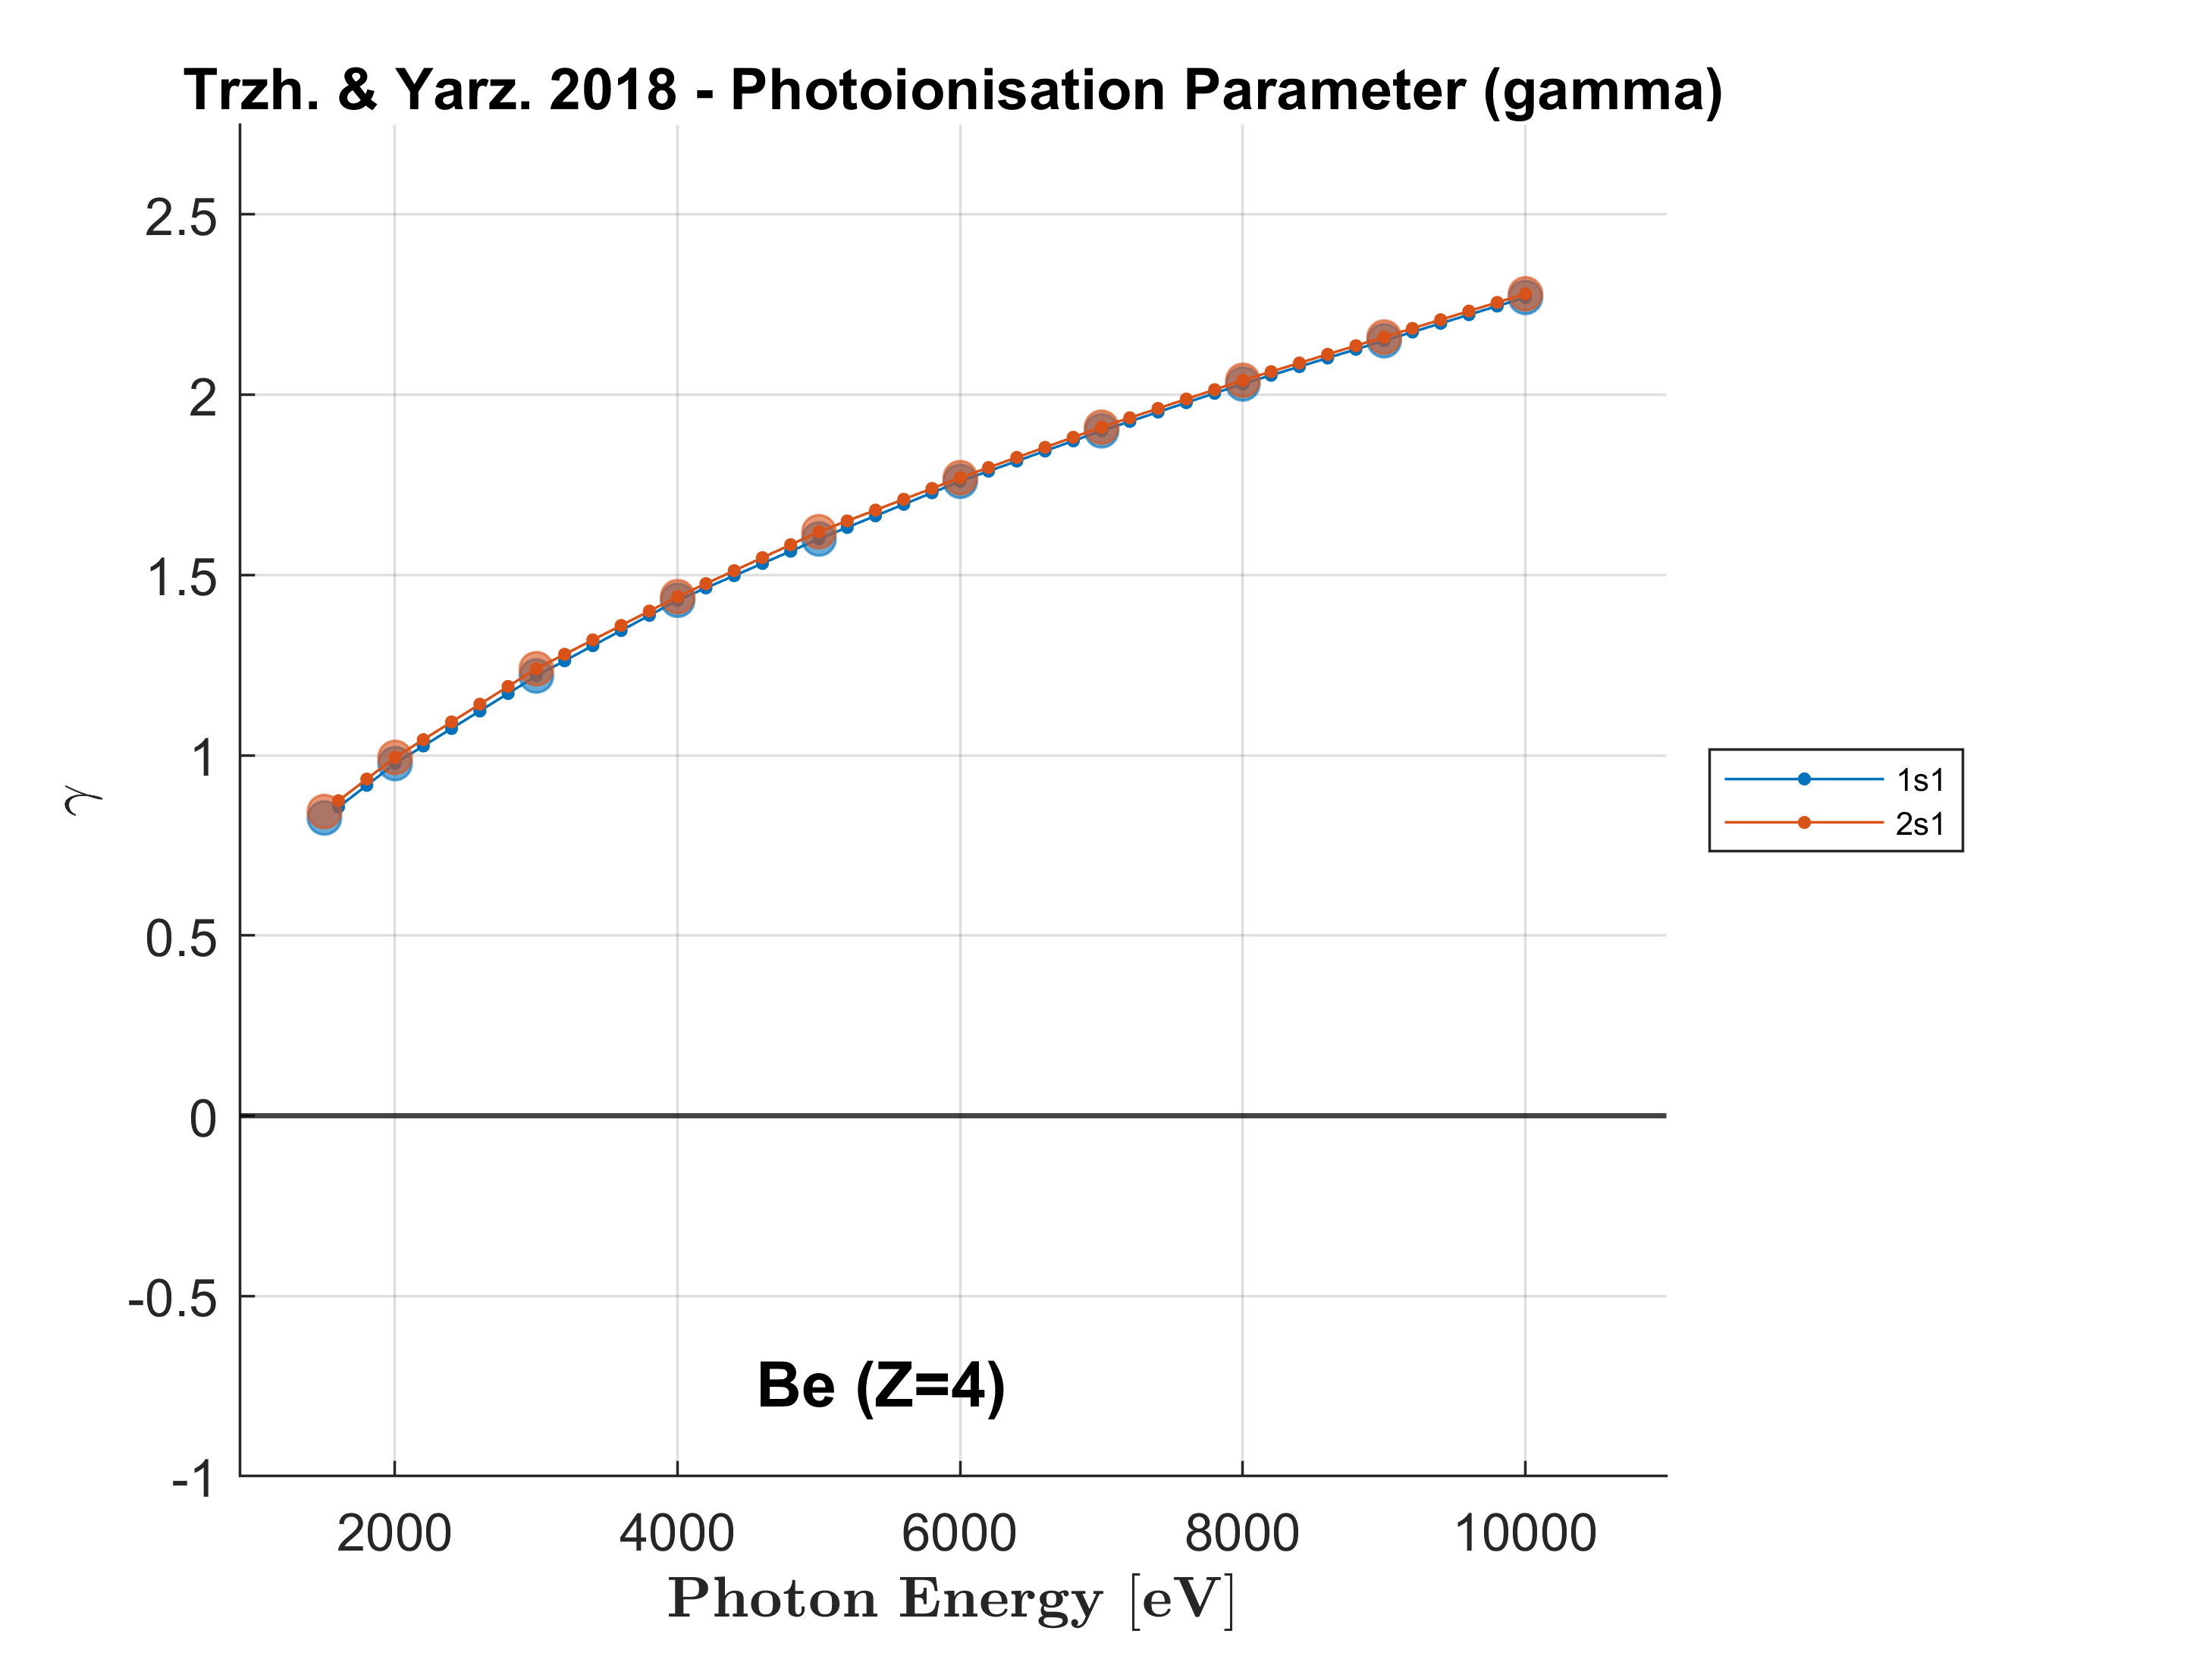 Trzh. & Yarz. 2018 - Photoionisation Parameter (gamma)
2.5
2
1.5
1
0.5
0
-0.5
-1
γ
1s1
2s1
Be (Z=4)
2000 4000 6000 8000 10000
Photon Energy [eV]